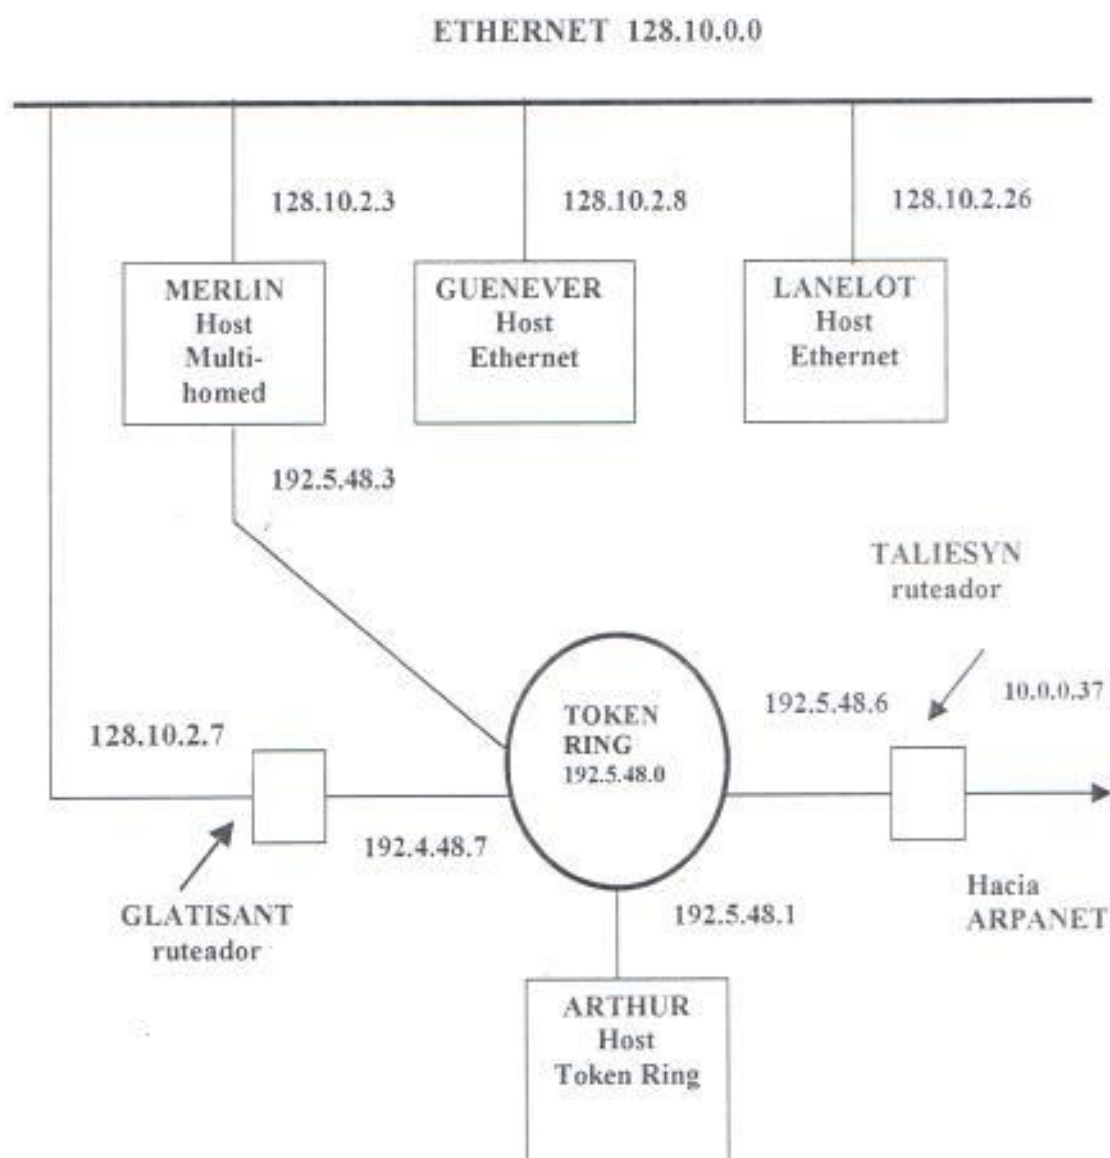 ETHERNET 128.10.0.0
128.10.2.3
128.10.2.8
128.10.2.26
MERLIN
Host
Multi-
homed
GUENEVER
Host
Ethernet
LANELOT
Host
Ethernet
192.5.48.3
TALIESYN
ruteador
192.5.48.6
10.0.0.37
128.10.2.7
TOKEN
RING
192.5.48.0
192.4.48.7
GLATISANT
ruteador
192.5.48.1
Hacia
ARPANET
ARTHUR
Host
Token Ring